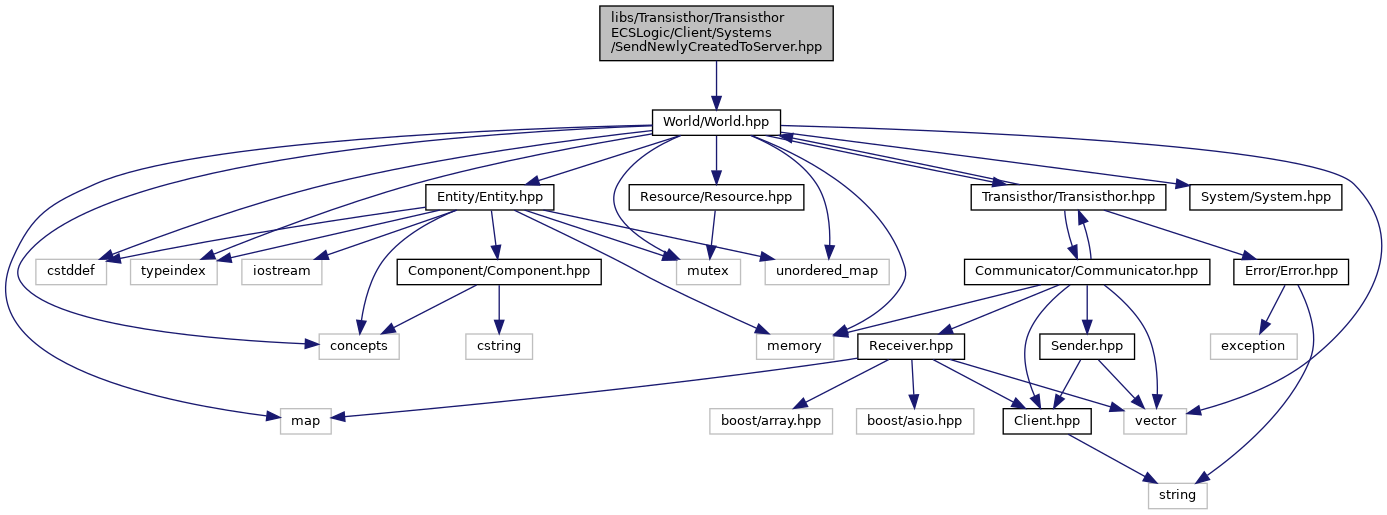 libs/Transisthor/Transisthor
ECSLogic/Client/Systems
/SendNewlyCreatedToServer.hpp
World/World.hpp
Entity/Entity.hpp
Resource/Resource.hpp
Transisthor/Transisthor.hpp
System/System.hpp
cstddef
typeindex
iostream
Component/Component.hpp
mutex
unordered_map
Communicator/Communicator.hpp
Error/Error.hpp
concepts
cstring
memory
Receiver.hpp
Sender.hpp
exception
map
boost/array.hpp
boost/asio.hpp
Client.hpp
vector
string